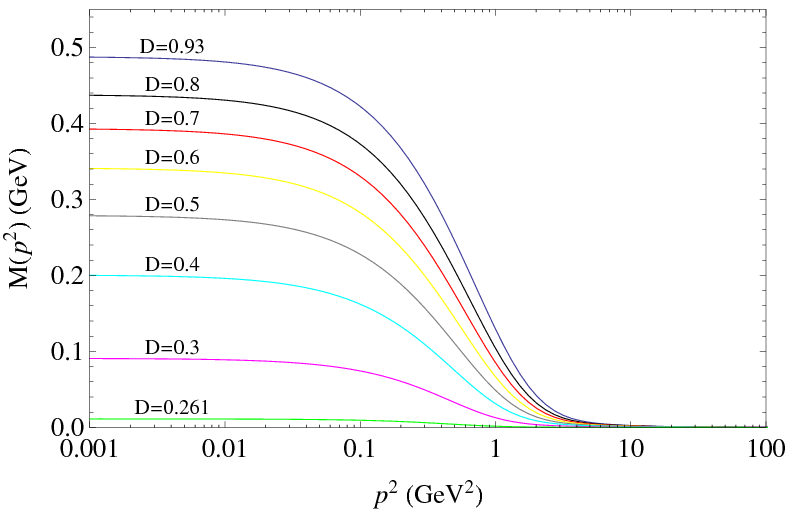 0.5
0.4
0.3
0.2
0.1
0.0
M(p²) (GeV)
D=0.93
D=0.8
D=0.7
D=0.6
D=0.5
D=0.4
D=0.3
D=0.261
0.001 0.01 0.1 1 10 100
p² (GeV²)